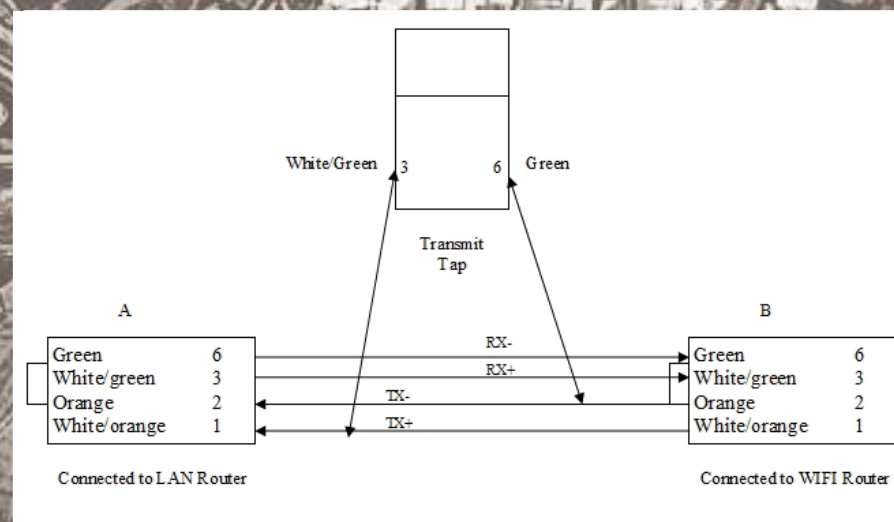 White/Green 3 6 Green
Transmit
Tap
A
B
Green 6
White/green 3
Orange 2
White/orange 1
RX-
RX+
TX-
TX+
Green 6
White/green 3
Orange 2
White/orange 1
Connected to LAN Router
Connected to WIFI Router